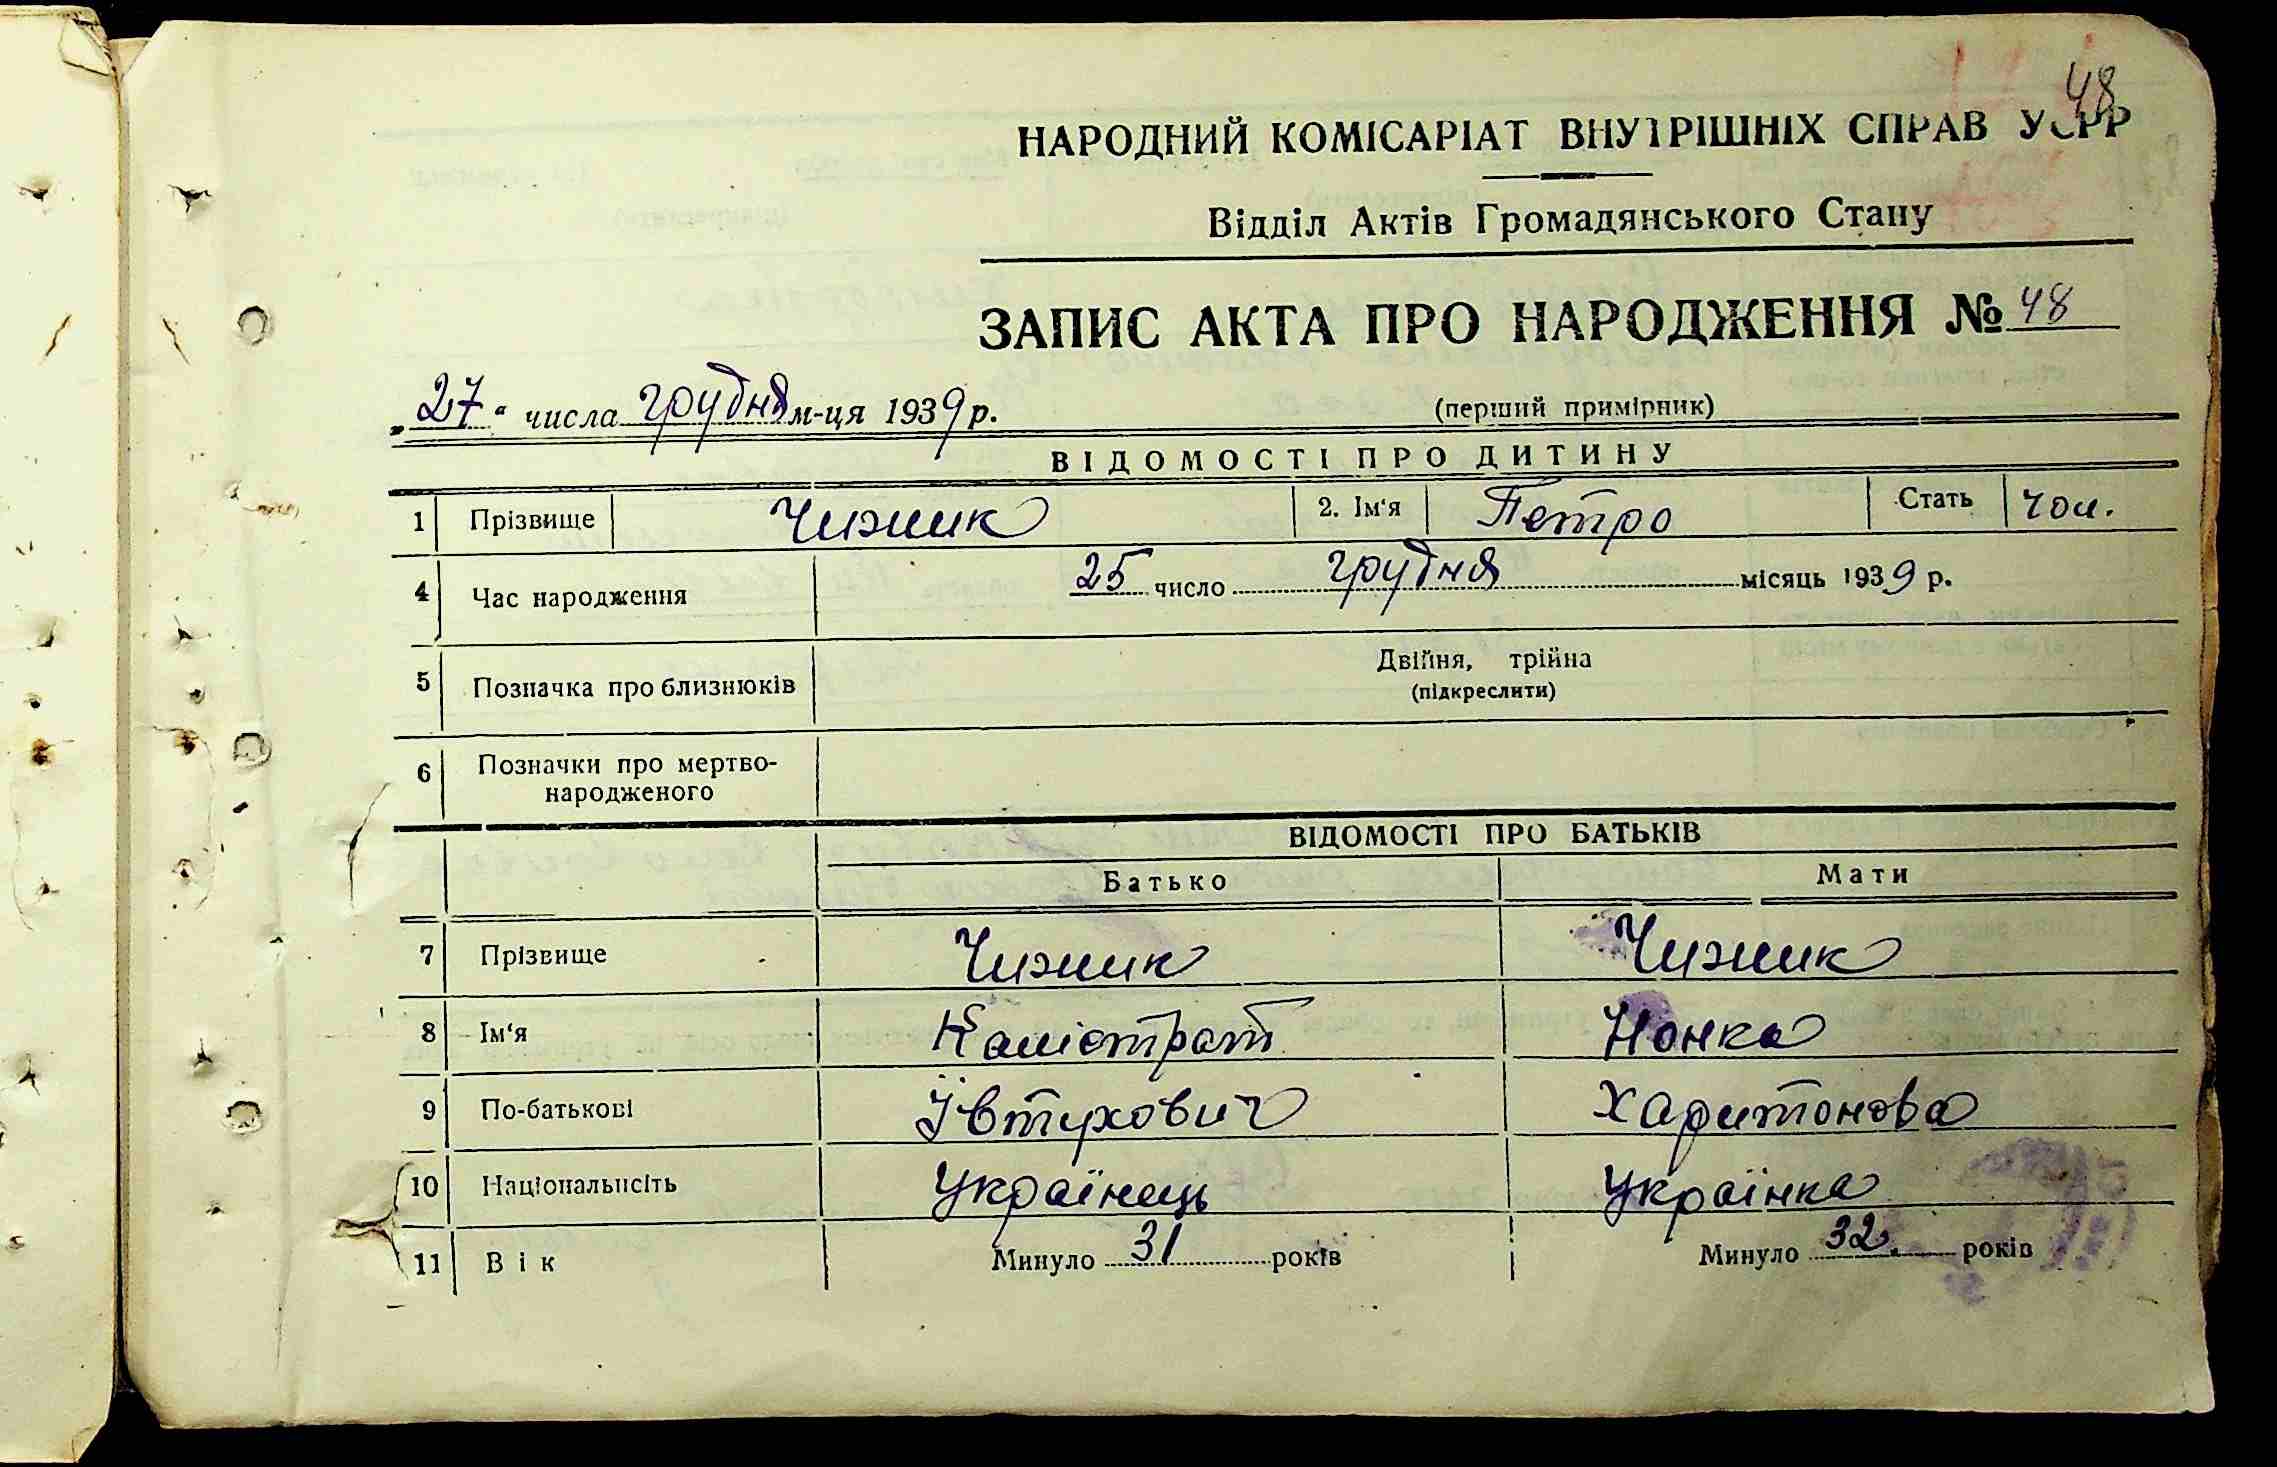 48
НАРОДНИЙ КОМІСАРІАТ ВНУТРІШНІХ СПРАВ УСРР
Відділ Актів Громадянського Стану
ЗАПИС АКТА ПРО НАРОДЖЕННЯ № 48
„27“ числа грудня м-ця 1939 р. (перший примірник)
ВІДОМОСТІ ПРО ДИТИНУ
1 Прізвище Чижик 2. Ім'я Петро Стать чол.
4 Час народження 25 число грудня місяць 1939 р.
5 Позначка про близнюків Двійня, трійна
(підкреслити)
6 Позначки про мертво-
народженого
ВІДОМОСТІ ПРО БАТЬКІВ
Батько Мати
7 Прізвище Чижик Чижик
8 Ім'я Калістрат Нонка
9 По-батькові Івтухович Харитонова
10 Національність Українець Українка
11 Вік Минуло 31 років Минуло 32 років